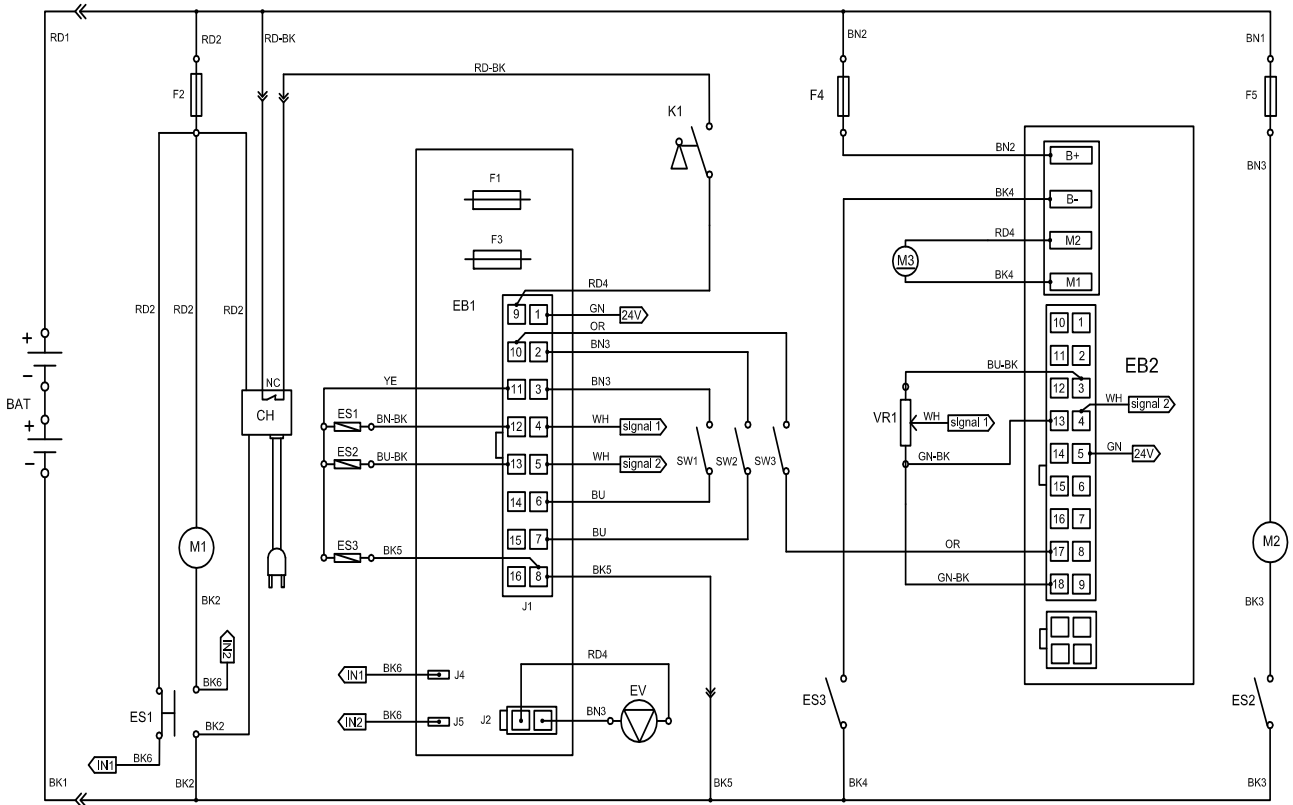 RD1
RD2
RD-BK
BN2
BN1
RD-BK
F2
K1
F4
F5
BN2
B+
BN3
F1
BK4
B-
F3
RD4
M2
M3
BK4
M1
RD4
EB1
9 1
GN
24V
OR
10 2
BN3
RD2
RD2
RD2
10 1
11 2
+
-
BAT
+
-
NC
CH
YE
11 3
BN3
BU-BK
12 3
EB2
ES1
BN-BK
12 4
WH
signal 1
VR1
WH
signal 1
13 4
WH
signal 2
ES2
BU-BK
13 5
WH
signal 2
SW1
SW2
SW3
GN-BK
14 5
GN
24V
14 6
BU
15 6
15 7
BU
16 7
M1
ES3
BK5
16 8
BK5
OR
17 8
M2
GN-BK
18 9
J1
BK2
BK3
IN2
BK6
RD4
IN1
BK6
J4
EV
ES1
BK2
IN2
BK6
J5
J2
BN3
ES3
ES2
IN1
BK6
BK1
BK2
BK5
BK4
BK3